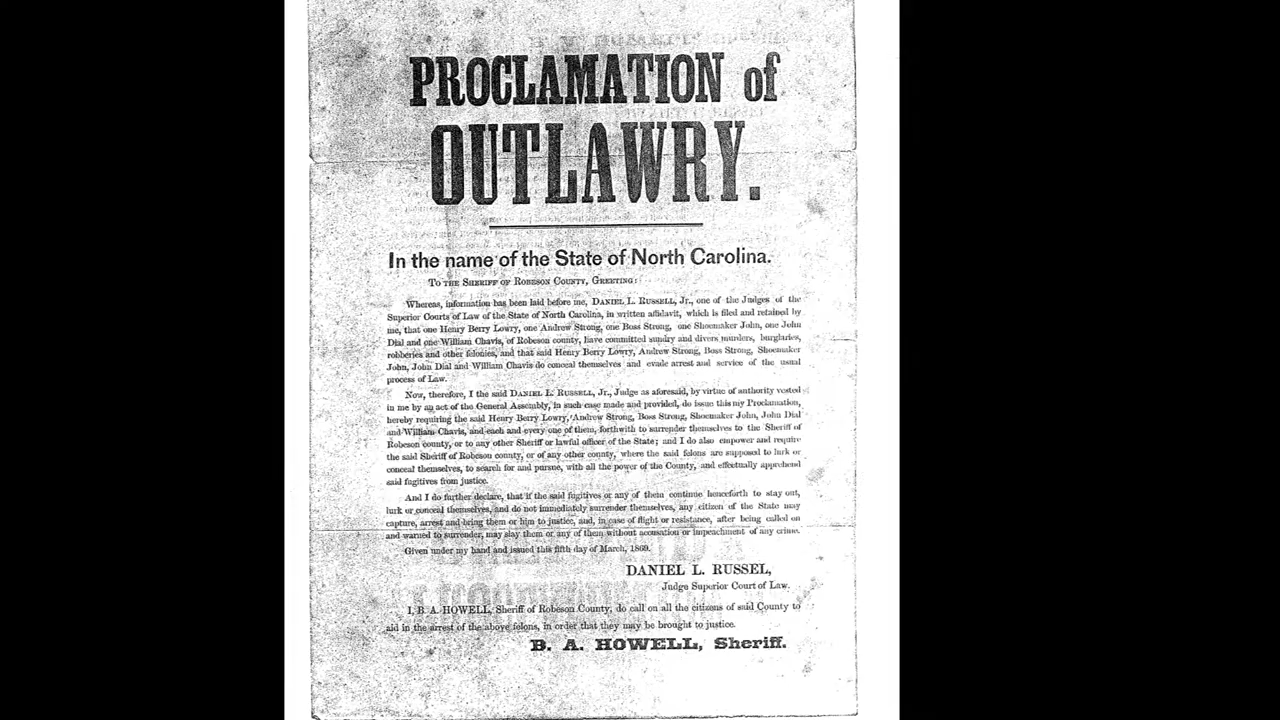 PROCLAMATION of
OUTLAWRY.
In the name of the State of North Carolina.
TO THE SHERIFF OF ROBESON COUNTY, GREETING:
Whereas, information has been laid before me, DANIEL L. RUSSELL, Jr., one of the Judges of the
Superior Courts of Law of the State of North Carolina, in written affidavit, which is filed and retained by
me, that one Henry Berry Lowry, one Andrew Strong, one Boss Strong, one Shoemaker John, one John
Dial and one William Chavis, of Robeson county, have committed sundry and divers murders, burglaries,
robberies and other felonies, and that said Henry Berry Lowry, Andrew Strong, Boss Strong, Shoemaker
John, John Dial and William Chavis do conceal themselves and evade arrest and service of the usual
process of Law.
Now, therefore, I the said DANIEL L. RUSSELL, Jr., Judge as aforesaid, by virtue of authority vested
in me by an act of the General Assembly, in such case made and provided, do issue this my Proclamation,
hereby requiring the said Henry Berry Lowry, Andrew Strong, Boss Strong, Shoemaker John, John Dial
and William Chavis, and each and every one of them, forthwith to surrender themselves to the Sheriff of
Robeson county, or to any other Sheriff or lawful officer of the State; and I do also empower and require
the said Sheriff of Robeson county, or of any other county, where the said felons are supposed to lurk or
conceal themselves, to search for and pursue, with all the power of the County, and effectually apprehend
said fugitives from justice.
And I do further declare, that if the said fugitives or any of them continue henceforth to stay out,
lurk or conceal themselves, and do not immediately surrender themselves, any citizen of the State may
capture, arrest and bring them or him to justice, and, in case of flight or resistance, after being called on
and warned to surrender, may slay them or any of them without accusation or impeachment of any crime.
Given under my hand and issued this fifth day of March, 1869.
DANIEL L. RUSSEL,
Judge Superior Court of Law.
I, B. A. HOWELL, Sheriff of Robeson County, do call on all the citizens of said County to
aid in the arrest of the above felons, in order that they may be brought to justice.
B. A. HOWELL, Sheriff.